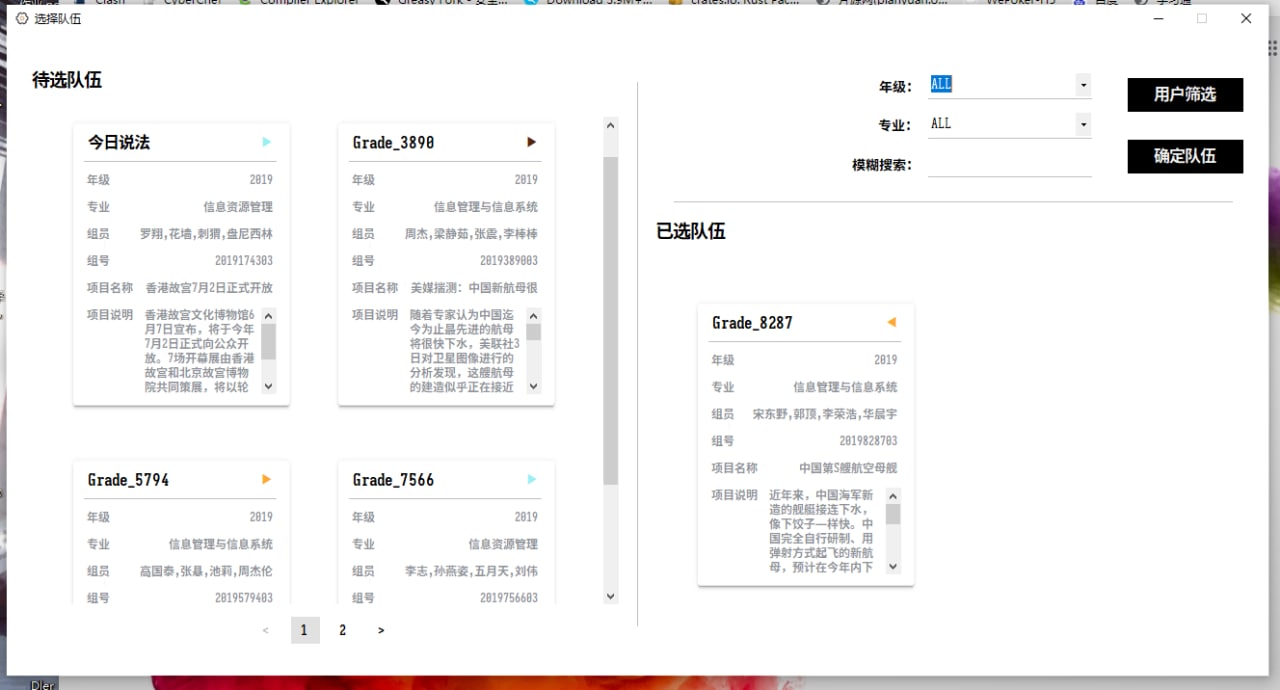 选择队伍
待选队伍
今日说法
年级 2019
专业 信息资源管理
组员 罗翔,花墙,刺猬,盘尼西林
组号 2019174303
项目名称 香港故宫7月2日正式开放
项目说明 香港故宫文化博物馆6
月7日宣布，将于今年
7月2日正式向公众开
放。7场开幕展由香港
故宫和北京故宫博物
院共同策展，将以轮
Grade_3890
年级 2019
专业 信息管理与信息系统
组员 周杰,梁静茹,张震,李棒棒
组号 2019389003
项目名称 美媒揣测：中国新航母很
项目说明 随着专家认为中国迄
今为止最先进的航母
将很快下水，美联社3
日对卫星图像进行的
分析发现，这艘航母
的建造似乎正在接近
Grade_5794
年级 2019
专业 信息管理与信息系统
组员 高国泰,张悬,池莉,周杰伦
组号 2019579403
Grade_7566
年级 2019
专业 信息资源管理
组员 李志,孙燕姿,五月天,刘伟
组号 2019756603
< 1 2 >
年级： ALL
专业： ALL
模糊搜索：
用户筛选
确定队伍
已选队伍
Grade_8287
年级 2019
专业 信息管理与信息系统
组员 宋东野,郭顶,李荣浩,华晨宇
组号 2019828703
项目名称 中国第S艘航空母舰
项目说明 近年来，中国海军新
造的舰艇接连下水，
像下饺子一样快。中
国完全自行研制、用
弹射方式起飞的新航
母，预计在今年内下
Dler